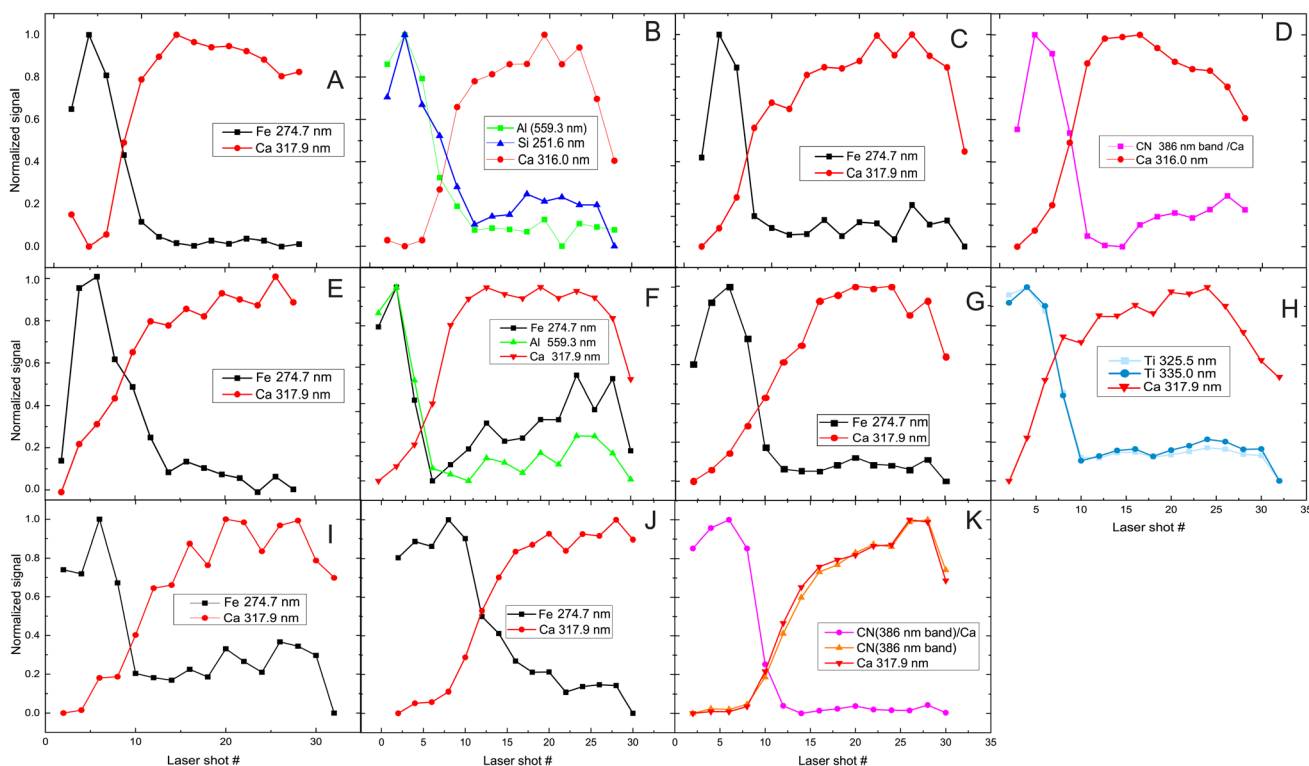 Normalized signal
1.0
0.8
0.6
0.4
0.2
0.0
A
Fe 274.7 nm
Ca 317.9 nm
B
Al (559.3 nm)
Si 251.6 nm
Ca 316.0 nm
C
Fe 274.7 nm
Ca 317.9 nm
D
CN 386 nm band /Ca
Ca 316.0 nm
Normalized signal
1.0
0.8
0.6
0.4
0.2
0.0
E
Fe 274.7 nm
Ca 317.9 nm
F
Fe 274.7 nm
Al 559.3 nm
Ca 317.9 nm
G
Fe 274.7 nm
Ca 317.9 nm
H
Ti 325.5 nm
Ti 335.0 nm
Ca 317.9 nm
0 5 10 15 20 25 30 35
Laser shot #
Normalized signal
1.0
0.8
0.6
0.4
0.2
0.0
I
Fe 274.7 nm
Ca 317.9 nm
0 10 20 30
Laser shot #
J
Fe 274.7 nm
Ca 317.9 nm
0 5 10 15 20 25 30
Laser shot #
K
CN(386 nm band)/Ca
CN(386 nm band)
Ca 317.9 nm
0 5 10 15 20 25 30 35
Laser shot #